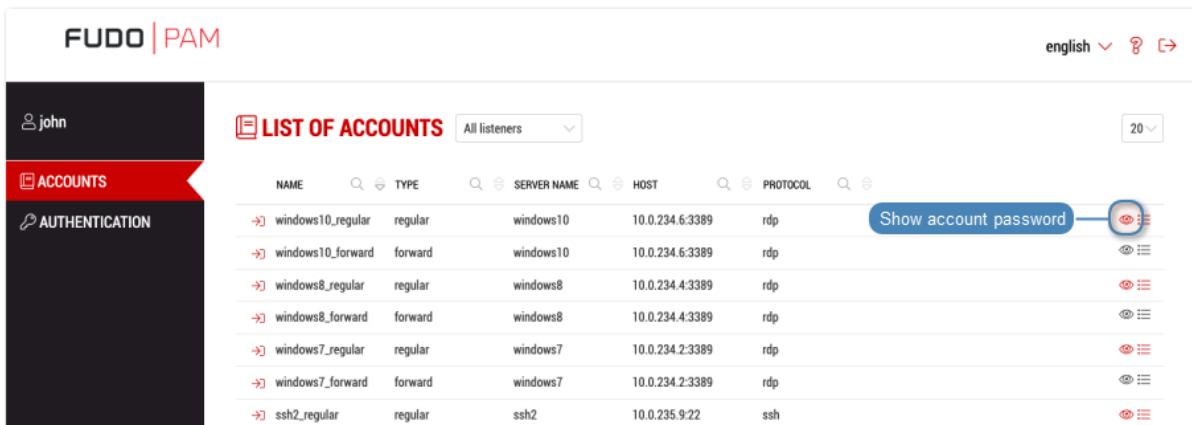 FUDO PAM
english
john
LIST OF ACCOUNTS All listeners 20
ACCOUNTS
AUTHENTICATION
NAME TYPE SERVER NAME HOST PROTOCOL
windows10_regular regular windows10 10.0.234.6:3389 rdp Show account password
windows10_forward forward windows10 10.0.234.6:3389 rdp
windows8_regular regular windows8 10.0.234.4:3389 rdp
windows8_forward forward windows8 10.0.234.4:3389 rdp
windows7_regular regular windows7 10.0.234.2:3389 rdp
windows7_forward forward windows7 10.0.234.2:3389 rdp
ssh2_regular regular ssh2 10.0.235.9:22 ssh